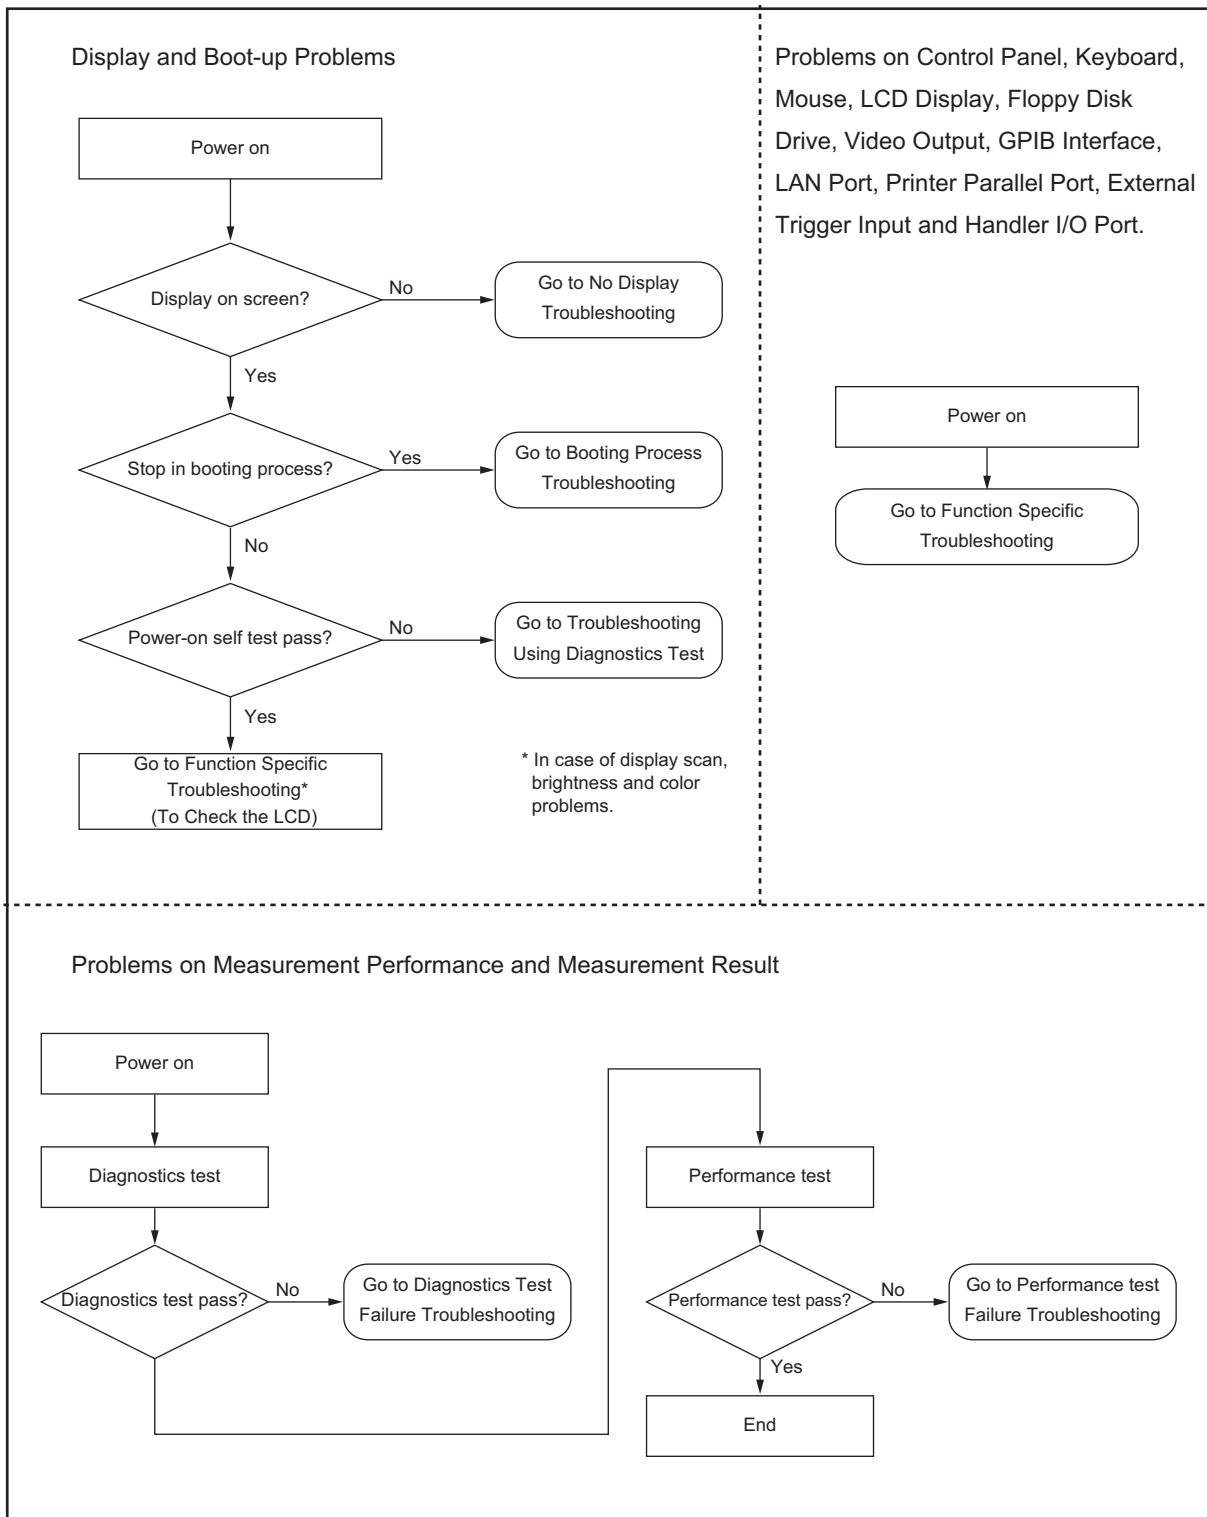 Display and Boot-up Problems
Power on
Display on screen?
No
Go to No Display
Troubleshooting
Yes
Stop in booting process?
Yes
Go to Booting Process
Troubleshooting
No
Power-on self test pass?
No
Go to Troubleshooting
Using Diagnostics Test
Yes
Go to Function Specific
Troubleshooting*
(To Check the LCD)
* In case of display scan,
brightness and color
problems.
Problems on Control Panel, Keyboard,
Mouse, LCD Display, Floppy Disk
Drive, Video Output, GPIB Interface,
LAN Port, Printer Parallel Port, External
Trigger Input and Handler I/O Port.
Power on
Go to Function Specific
Troubleshooting
Problems on Measurement Performance and Measurement Result
Power on
Diagnostics test
Diagnostics test pass?
No
Go to Diagnostics Test
Failure Troubleshooting
Performance test
Performance test pass?
No
Go to Performance test
Failure Troubleshooting
Yes
End